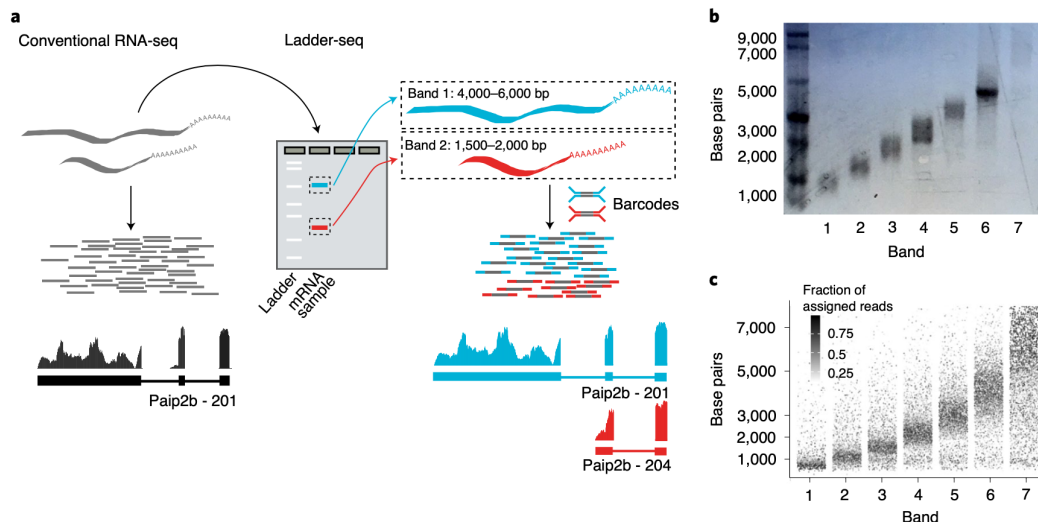 a
Conventional RNA-seq
Ladder-seq
AAAAAAAAA
AAAAAAAAA
Ladder
mRNA
sample
Band 1: 4,000–6,000 bp
AAAAAAAAA
Band 2: 1,500–2,000 bp
AAAAAAAAA
Barcodes
Paip2b - 201
Paip2b - 201
Paip2b - 204
b
Base pairs
9,000
7,000
5,000
3,000
2,000
1,000
1 2 3 4 5 6 7
Band
c
Fraction of
assigned reads
0.75
0.5
0.25
Base pairs
7,000
5,000
3,000
2,000
1,000
1 2 3 4 5 6 7
Band